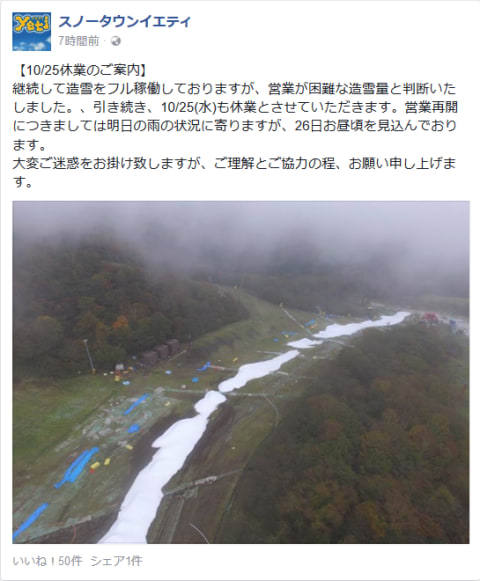 Yeti
スノータウンイエティ
7時間前・
【10/25休業のご案内】
継続して造雪をフル稼働しておりますが、営業が困難な造雪量と判断いた
しました。、引き続き、10/25(水)も休業とさせていただきます。営業再開
につきましては明日の雨の状況に寄りますが、26日お昼頃を見込んでおり
ます。
大変ご迷惑をお掛け致しますが、ご理解とご協力の程、お願い申し上げま
す。
いいね！50件 シェア1件